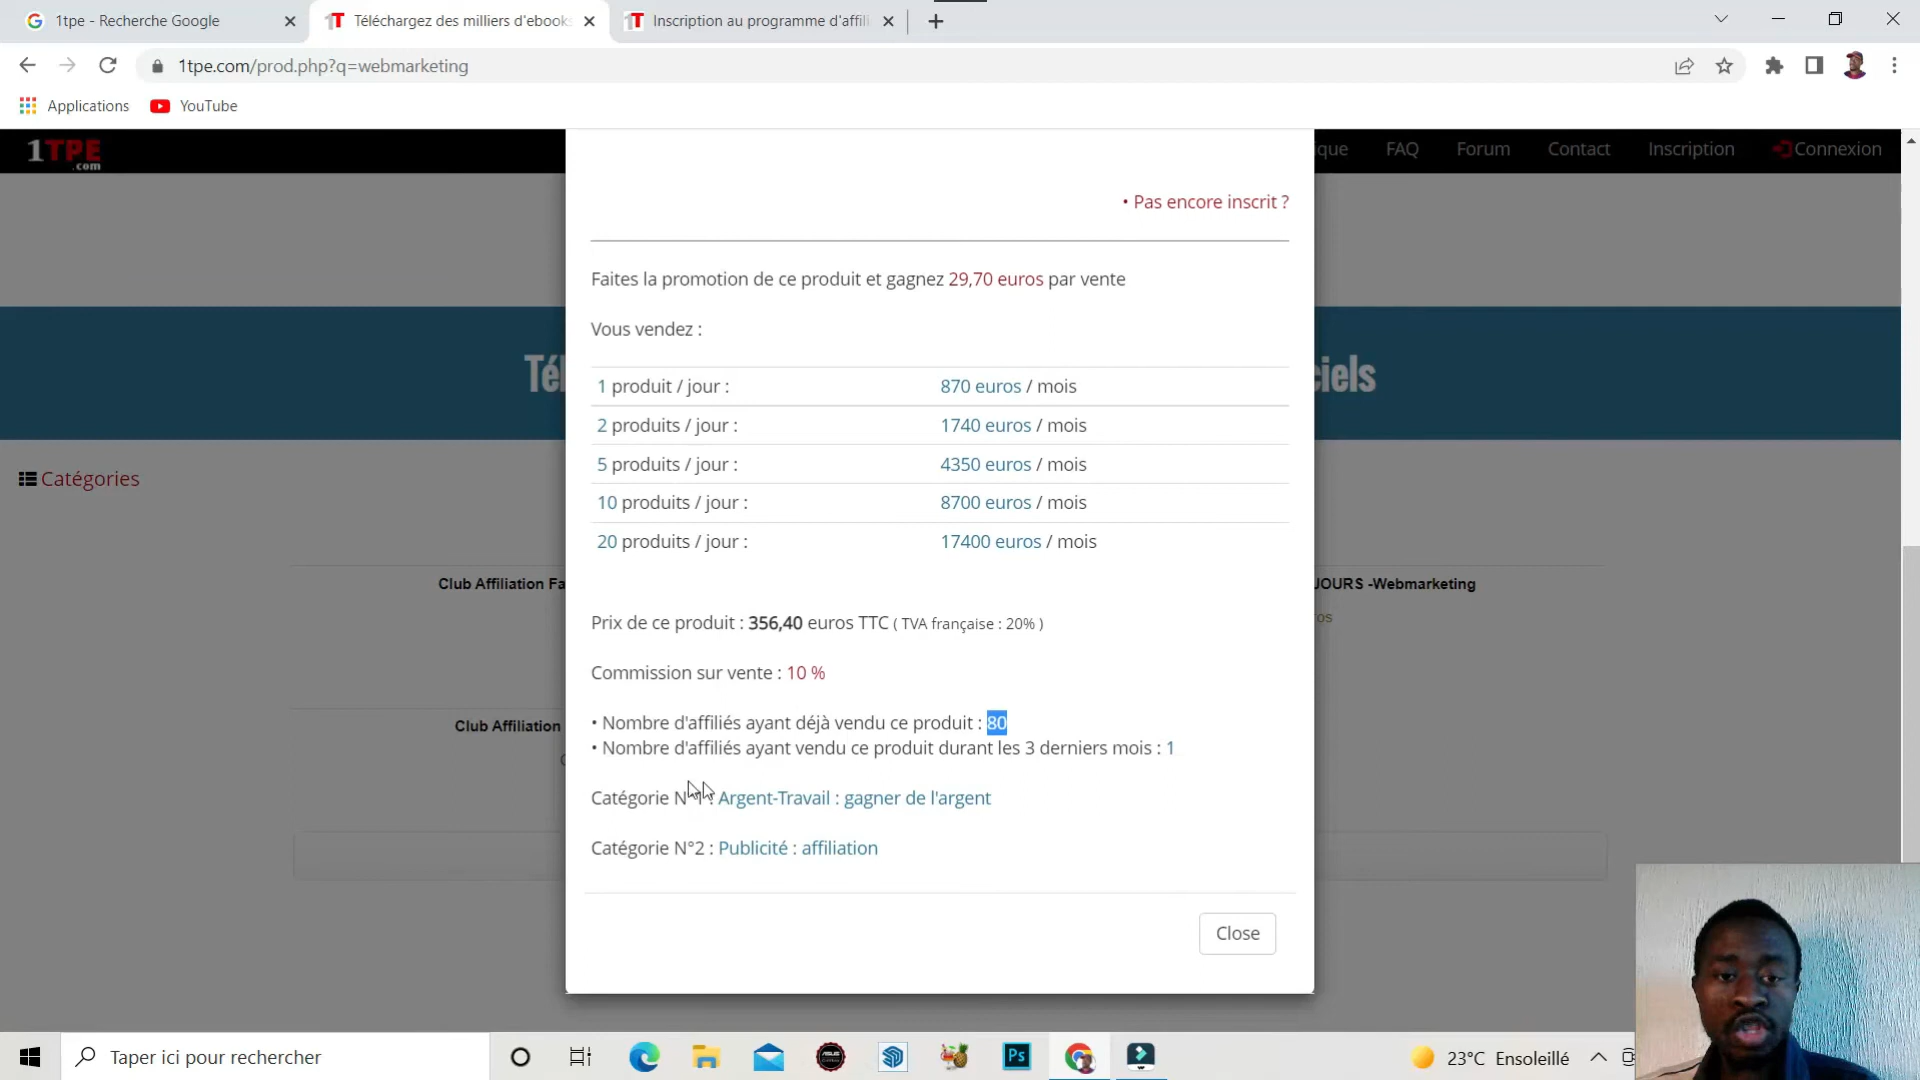 1tpe - Recherche Google
Téléchargez des milliers d'ebook
Inscription au programme d'affil
1tpe.com/prod.php?q=webmarketing
Applications
YouTube
1TPE
.com
ique
FAQ
Forum
Contact
Inscription
Connexion
• Pas encore inscrit ?
Faites la promotion de ce produit et gagnez 29,70 euros par vente
Vous vendez :
Tél
ciels
1 produit / jour : 870 euros / mois
2 produits / jour : 1740 euros / mois
5 produits / jour : 4350 euros / mois
Catégories
10 produits / jour : 8700 euros / mois
20 produits / jour : 17400 euros / mois
Club Affiliation Fa
JOURS -Webmarketing
os
Prix de ce produit : 356,40 euros TTC ( TVA française : 20% )
Commission sur vente : 10 %
Club Affiliation
• Nombre d'affiliés ayant déjà vendu ce produit : 80
• Nombre d'affiliés ayant vendu ce produit durant les 3 derniers mois : 1
Catégorie N°1 : Argent-Travail : gagner de l'argent
Catégorie N°2 : Publicité : affiliation
Close
Taper ici pour rechercher
Ps
23°C Ensoleillé